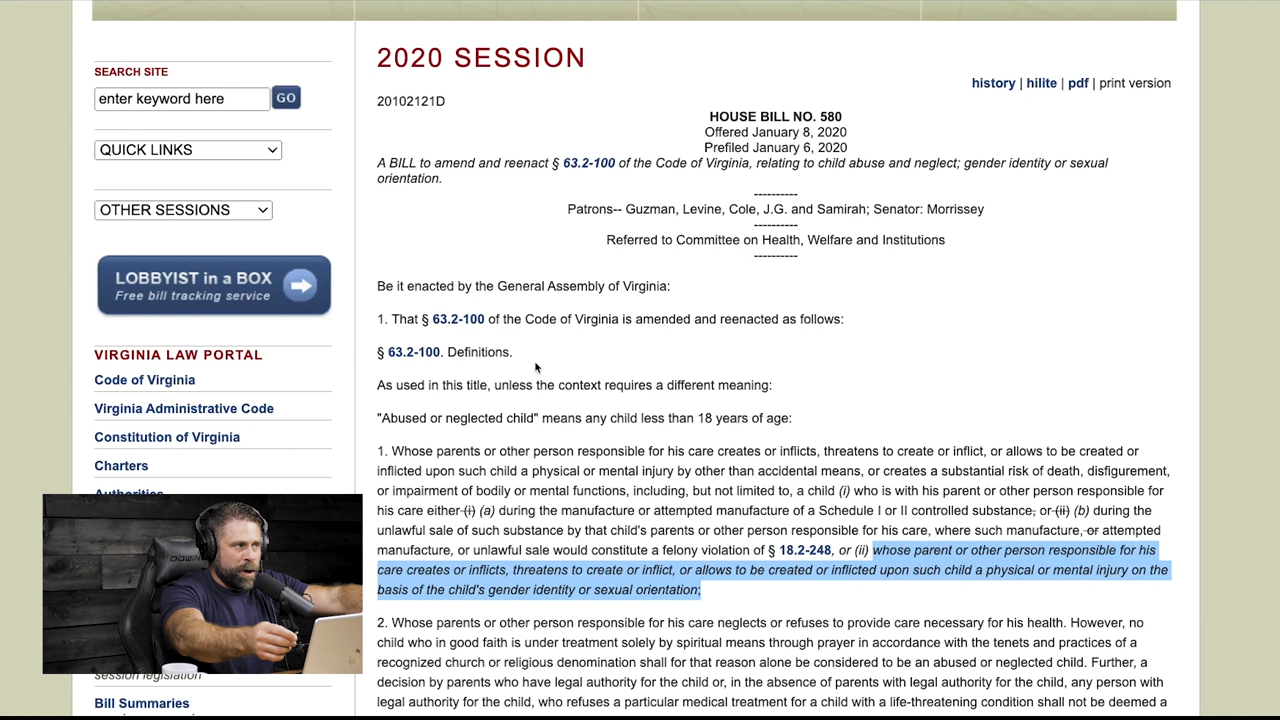 SEARCH SITE
enter keyword here GO
QUICK LINKS
OTHER SESSIONS
LOBBYIST in a BOX
Free bill tracking service
VIRGINIA LAW PORTAL
Code of Virginia
Virginia Administrative Code
Constitution of Virginia
Charters
Authorities
session legislation
Bill Summaries
2020 SESSION
history | hilite | pdf | print version
20102121D
HOUSE BILL NO. 580
Offered January 8, 2020
Prefiled January 6, 2020
A BILL to amend and reenact § 63.2-100 of the Code of Virginia, relating to child abuse and neglect; gender identity or sexual
orientation.
----------
Patrons-- Guzman, Levine, Cole, J.G. and Samirah; Senator: Morrissey
----------
Referred to Committee on Health, Welfare and Institutions
----------
Be it enacted by the General Assembly of Virginia:
1. That § 63.2-100 of the Code of Virginia is amended and reenacted as follows:
§ 63.2-100. Definitions.
As used in this title, unless the context requires a different meaning:
"Abused or neglected child" means any child less than 18 years of age:
1. Whose parents or other person responsible for his care creates or inflicts, threatens to create or inflict, or allows to be created or
inflicted upon such child a physical or mental injury by other than accidental means, or creates a substantial risk of death, disfigurement,
or impairment of bodily or mental functions, including, but not limited to, a child (i) who is with his parent or other person responsible for
his care either (i) (a) during the manufacture or attempted manufacture of a Schedule I or II controlled substance, or (ii) (b) during the
unlawful sale of such substance by that child's parents or other person responsible for his care, where such manufacture, or attempted
manufacture, or unlawful sale would constitute a felony violation of § 18.2-248, or (ii) whose parent or other person responsible for his
care creates or inflicts, threatens to create or inflict, or allows to be created or inflicted upon such child a physical or mental injury on the
basis of the child's gender identity or sexual orientation;
2. Whose parents or other person responsible for his care neglects or refuses to provide care necessary for his health. However, no
child who in good faith is under treatment solely by spiritual means through prayer in accordance with the tenets and practices of a
recognized church or religious denomination shall for that reason alone be considered to be an abused or neglected child. Further, a
decision by parents who have legal authority for the child or, in the absence of parents with legal authority for the child, any person with
legal authority for the child, who refuses a particular medical treatment for a child with a life-threatening condition shall not be deemed a